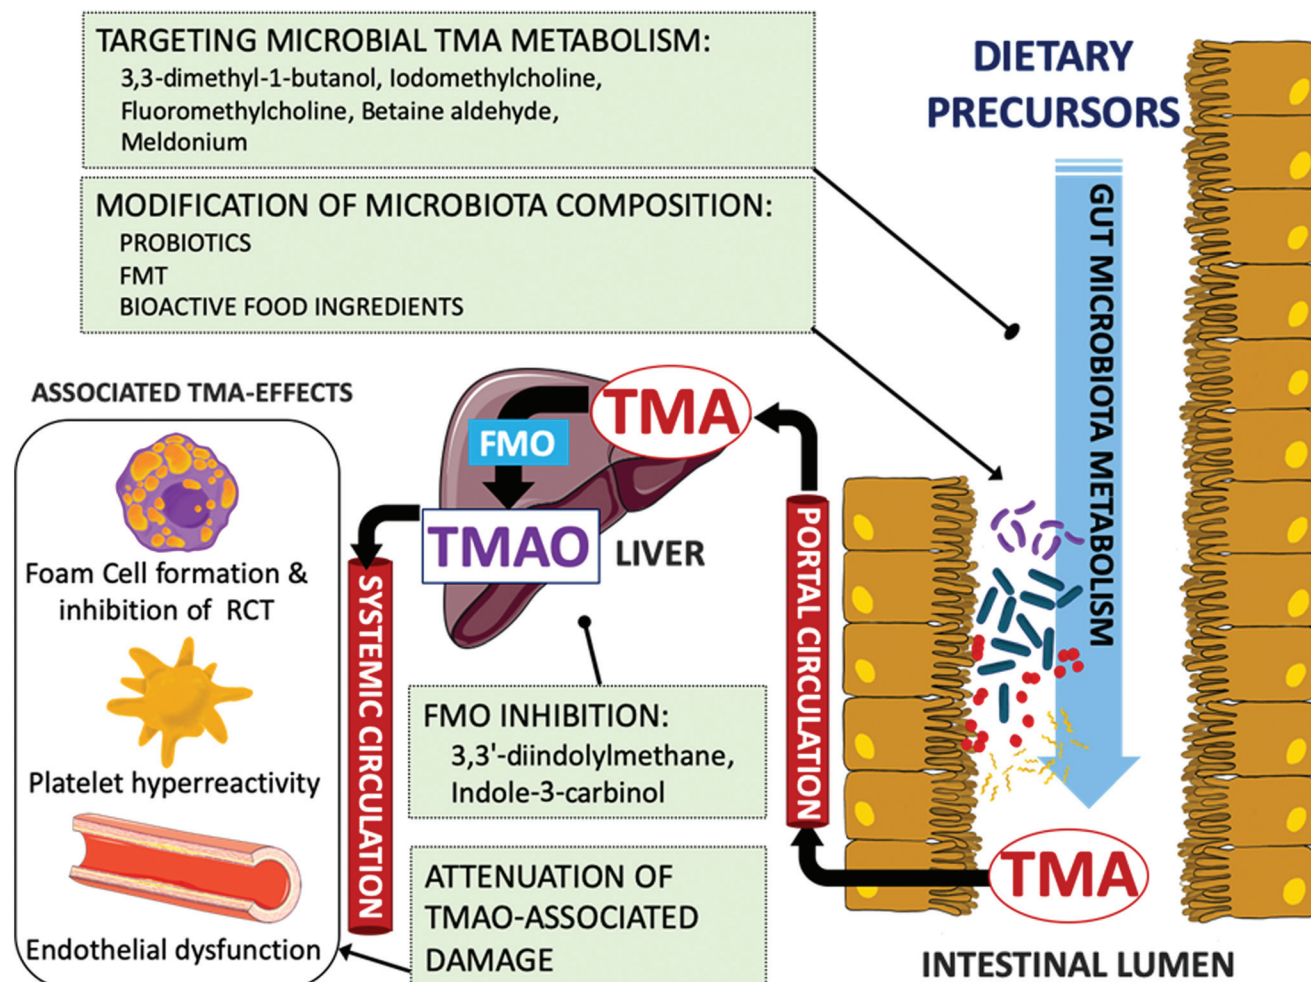 TARGETING MICROBIAL TMA METABOLISM:
3,3-dimethyl-1-butanol, Iodomethylcholine,
Fluoromethylcholine, Betaine aldehyde,
Meldonium
MODIFICATION OF MICROBIOTA COMPOSITION:
PROBIOTICS
FMT
BIOACTIVE FOOD INGREDIENTS
DIETARY
PRECURSORS
GUT MICROBIOTA METABOLISM
ASSOCIATED TMA-EFFECTS
Foam Cell formation &
inhibition of RCT
Platelet hyperreactivity
Endothelial dysfunction
TMA
FMO
TMAO
LIVER
SYSTEMIC CIRCULATION
PORTAL CIRCULATION
FMO INHIBITION:
3,3'-diindolylmethane,
Indole-3-carbinol
ATTENUATION OF
TMAO-ASSOCIATED
DAMAGE
TMA
INTESTINAL LUMEN